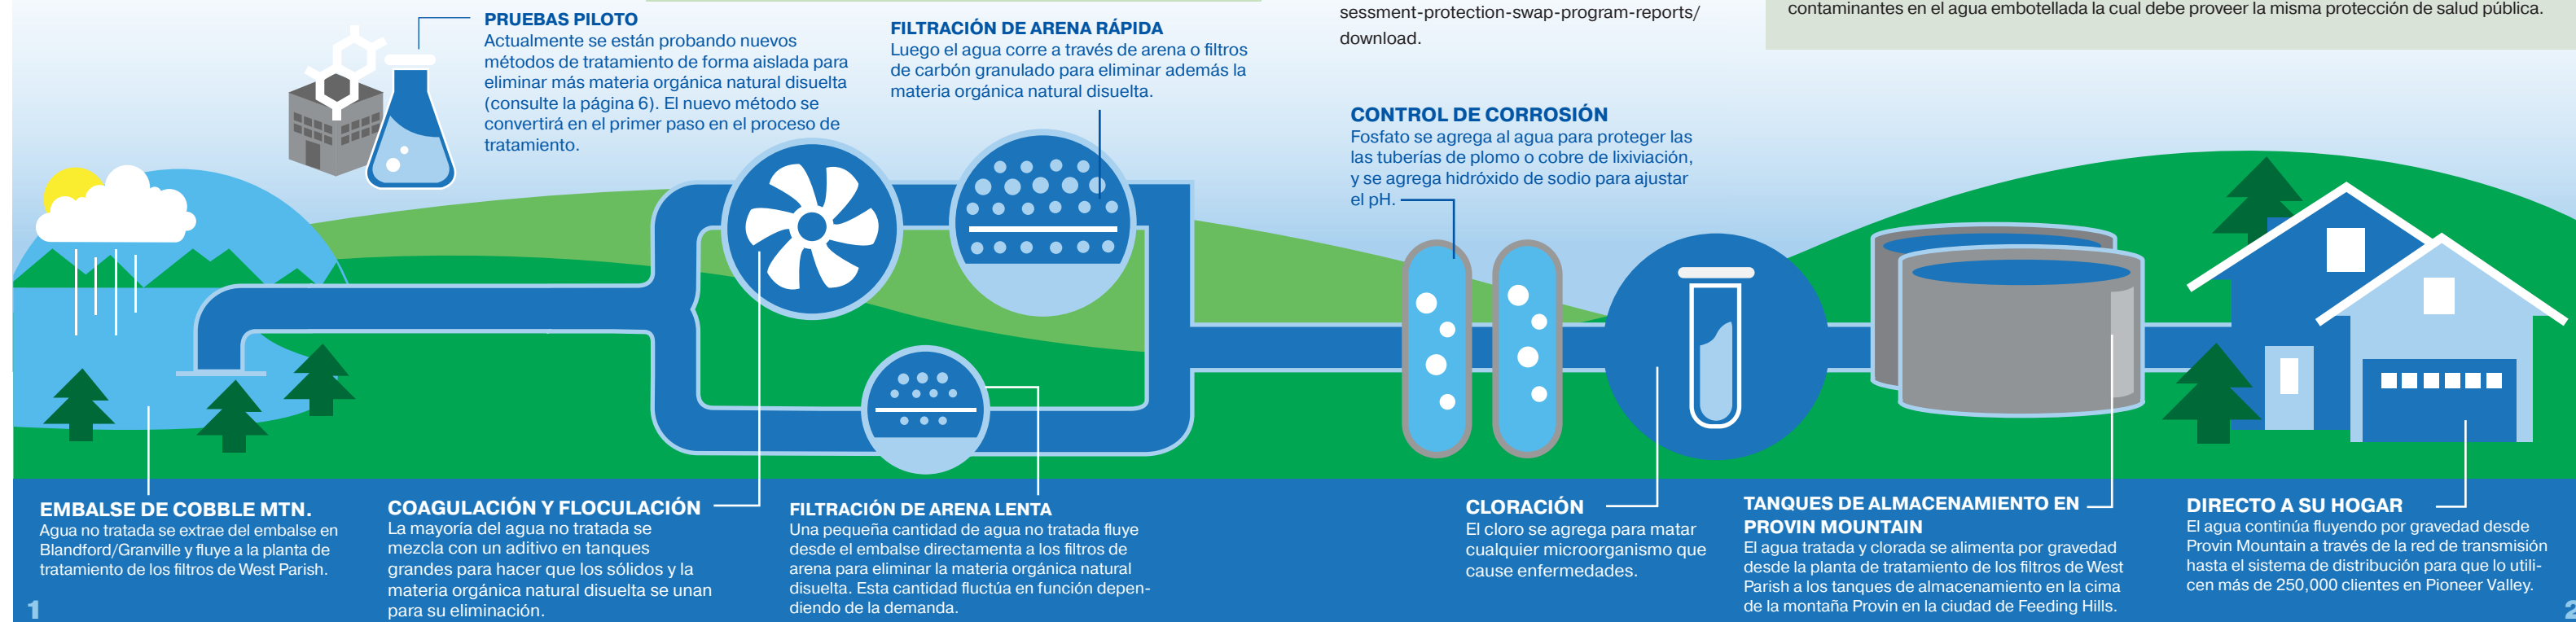 PRUEBAS PILOTO
Actualmente se están probando nuevos
métodos de tratamiento de forma aislada para
eliminar más materia orgánica natural disuelta
(consulte la página 6). El nuevo método se
convertirá en el primer paso en el proceso de
tratamiento.
FILTRACIÓN DE ARENA RÁPIDA
Luego el agua corre a través de arena o filtros
de carbón granulado para eliminar además la
materia orgánica natural disuelta.
sessment-protection-swap-program-reports/
download.
contaminantes en el agua embotellada la cual debe proveer la misma protección de salud pública.
CONTROL DE CORROSIÓN
Fosfato se agrega al agua para proteger las
las tuberías de plomo o cobre de lixiviación,
y se agrega hidróxido de sodio para ajustar
el pH.
EMBALSE DE COBBLE MTN.
Agua no tratada se extrae del embalse en
Blandford/Granville y fluye a la planta de
tratamiento de los filtros de West Parish.
COAGULACIÓN Y FLOCULACIÓN
La mayoría del agua no tratada se
mezcla con un aditivo en tanques
grandes para hacer que los sólidos y la
materia orgánica natural disuelta se unan
para su eliminación.
FILTRACIÓN DE ARENA LENTA
Una pequeña cantidad de agua no tratada fluye
desde el embalse directamenta a los filtros de
arena para eliminar la materia orgánica natural
disuelta. Esta cantidad fluctúa en función depen-
diendo de la demanda.
CLORACIÓN
El cloro se agrega para matar
cualquier microorganismo que
cause enfermedades.
TANQUES DE ALMACENAMIENTO EN
PROVIN MOUNTAIN
El agua tratada y clorada se alimenta por gravedad
desde la planta de tratamiento de los filtros de West
Parish a los tanques de almacenamiento en la cima
de la montaña Provin en la ciudad de Feeding Hills.
DIRECTO A SU HOGAR
El agua continúa fluyendo por gravedad desde
Provin Mountain a través de la red de transmisión
hasta el sistema de distribución para que lo utili-
cen más de 250,000 clientes en Pioneer Valley.
1
2